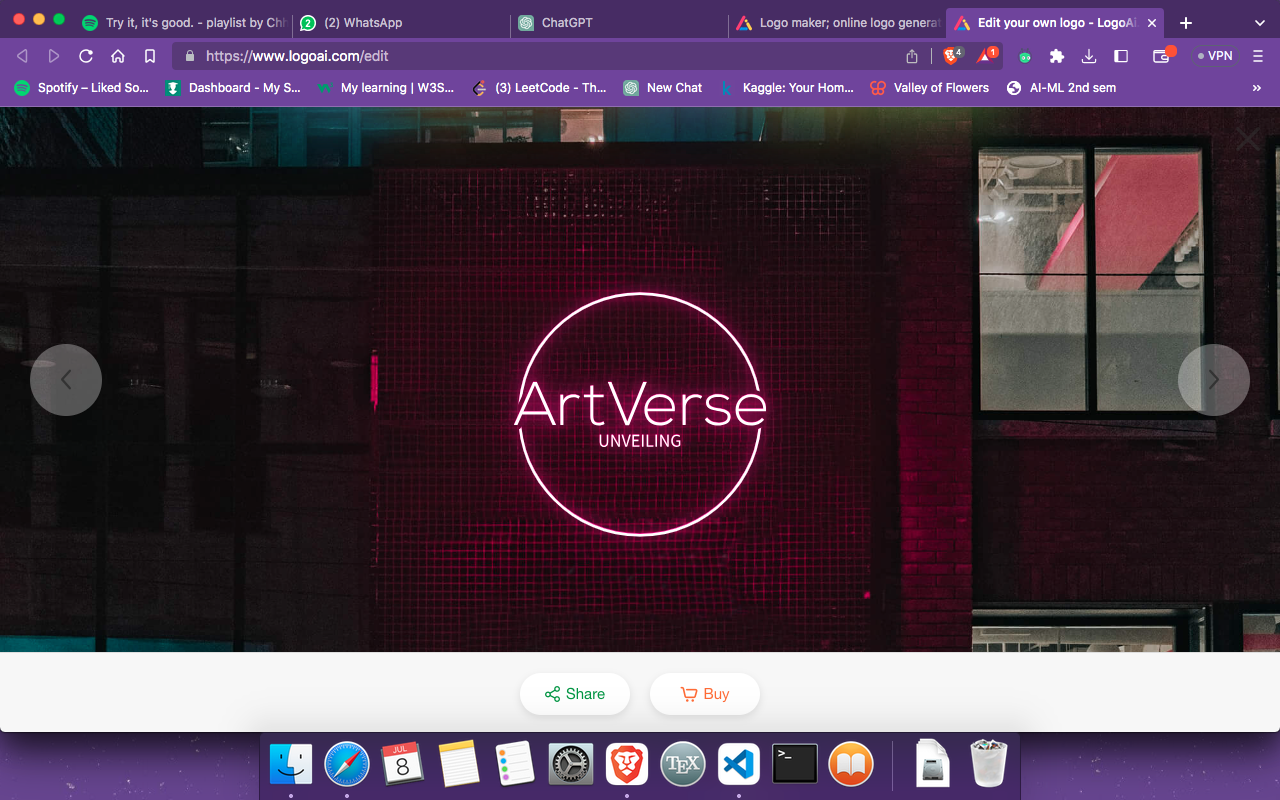 Try it, it's good. - playlist by Chh
2
(2) WhatsApp
ChatGPT
Logo maker; online logo generat
Edit your own logo - LogoAI
https://www.logoai.com/edit
4
1
VPN
Spotify – Liked So...
Dashboard - My S...
My learning | W3S...
(3) LeetCode - Th...
New Chat
Kaggle: Your Hom...
Valley of Flowers
AI-ML 2nd sem
»
ArtVerse
UNVEILING
Share
Buy
JUL
8
TEX
>_